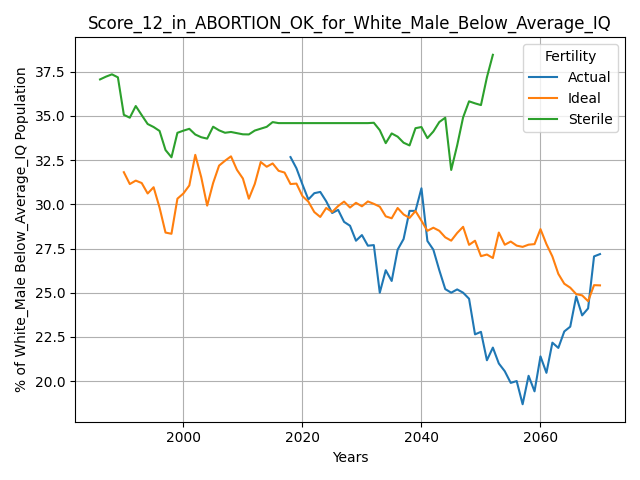 Score_12_in_ABORTION_OK_for_White_Male_Below_Average_IQ
Fertility
Actual
Ideal
Sterile
% of White_Male Below_Average_IQ Population
37.5
35.0
32.5
30.0
27.5
25.0
22.5
20.0
2000
2020
2040
2060
Years